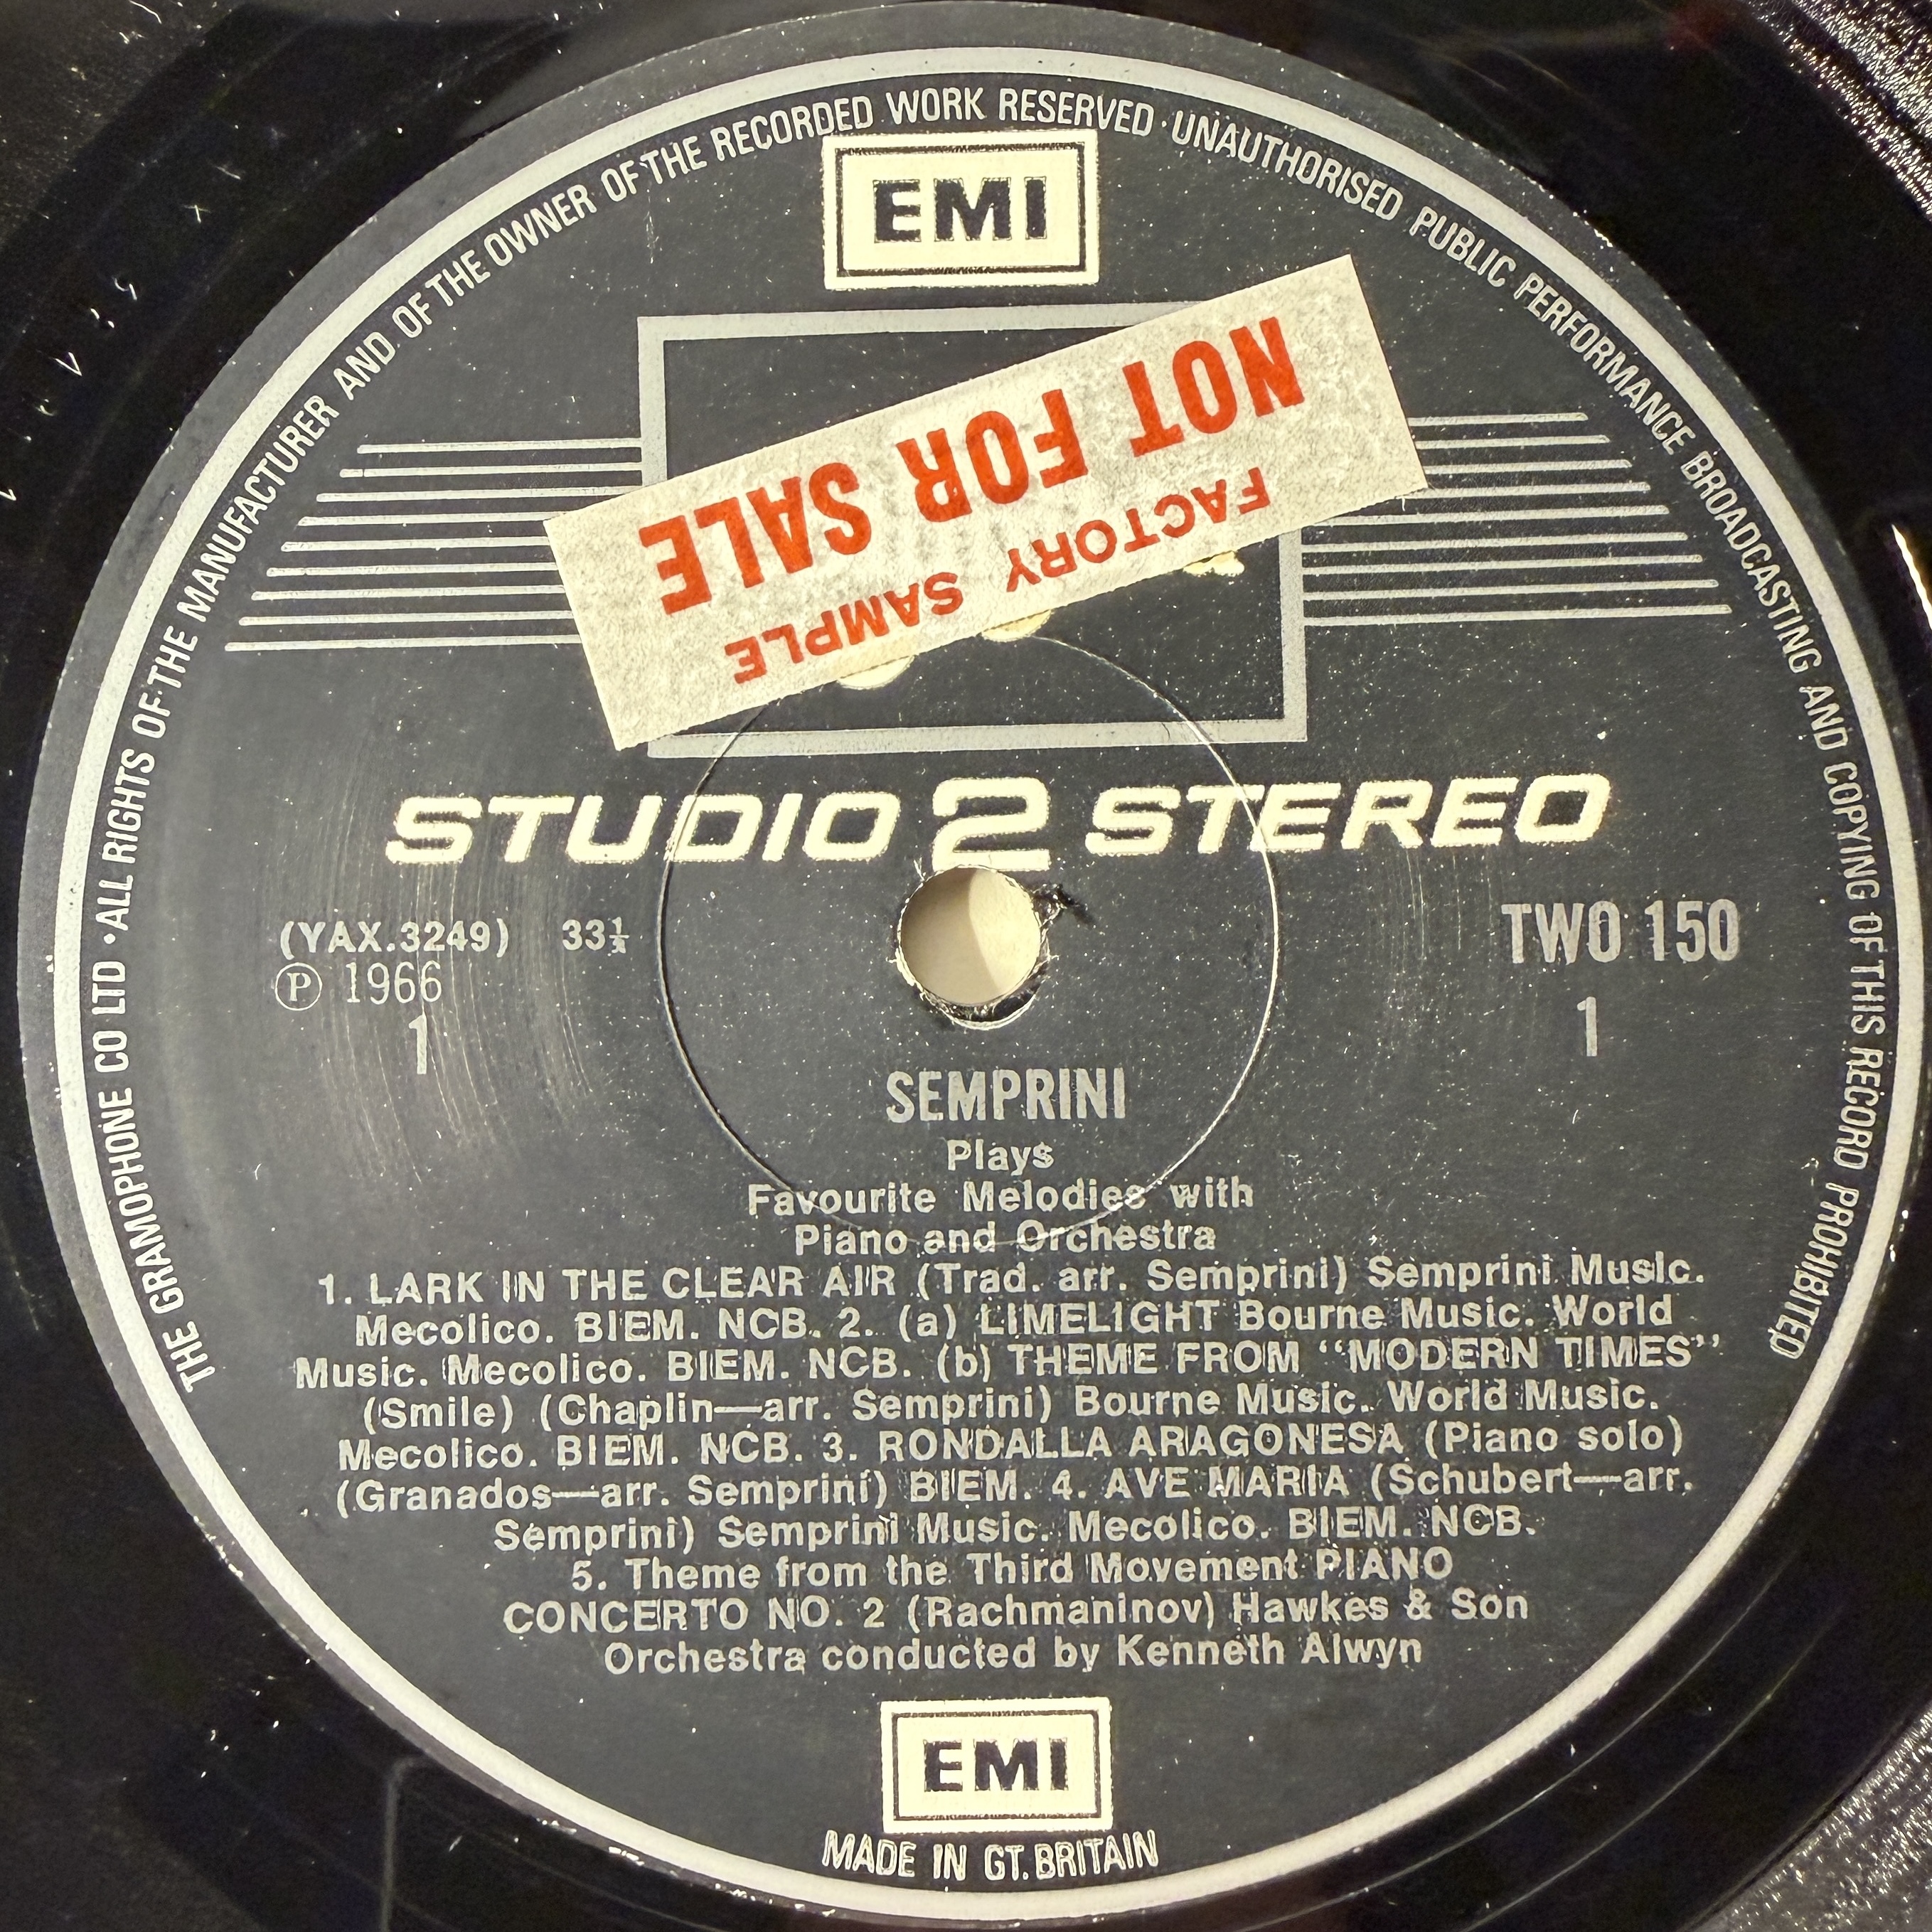 THE GRAMOPHONE CO LTD · ALL RIGHTS OF THE MANUFACTURER AND OF THE OWNER OF THE RECORDED WORK RESERVED · UNAUTHORISED PUBLIC PERFORMANCE BROADCASTING AND COPYING OF THIS RECORD PROHIBITED
EMI
NOT FOR SALE
FACTORY SAMPLE
STUDIO 2 STEREO
(YAX.3249) 33⅓
Ⓟ 1966
1
TWO 150
1
SEMPRINI
Plays
Favourite Melodies with
Piano and Orchestra
1. LARK IN THE CLEAR AIR (Trad. arr. Semprini) Semprini Music.
Mecolico. BIEM. NCB. 2. (a) LIMELIGHT Bourne Music. World
Music. Mecolico. BIEM. NCB. (b) THEME FROM “MODERN TIMES”
(Smile) (Chaplin—arr. Semprini) Bourne Music. World Music.
Mecolico. BIEM. NCB. 3. RONDALLA ARAGONESA (Piano solo)
(Granados—arr. Semprini) BIEM. 4. AVE MARIA (Schubert—arr.
Semprini) Semprini Music. Mecolico. BIEM. NCB.
5. Theme from the Third Movement PIANO
CONCERTO NO. 2 (Rachmaninov) Hawkes & Son
Orchestra conducted by Kenneth Alwyn
EMI
MADE IN GT. BRITAIN